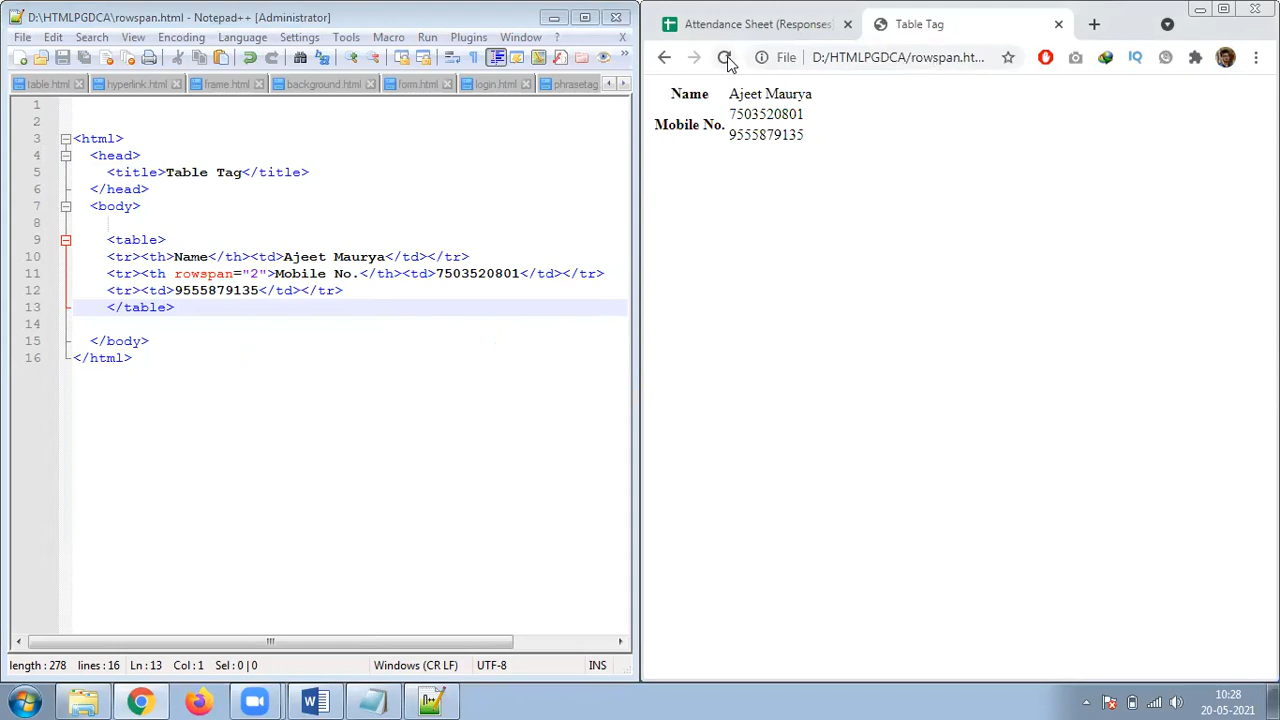 D:\HTMLPGDCA\rowspan.html - Notepad++ [Administrator]
File Edit Search View Encoding Language Settings Tools Macro Run Plugins Window ? X
table.html hyperlink.html frame.html background.html form.html login.html phrasetag.
1
2
3 <html>
4 <head>
5 <title>Table Tag</title>
6 </head>
7 <body>
8
9 <table>
10 <tr><th>Name</th><td>Ajeet Maurya</td></tr>
11 <tr><th rowspan="2">Mobile No.</th><td>7503520801</td></tr>
12 <tr><td>9555879135</td></tr>
13 </table>
14
15 </body>
16 </html>
length : 278 lines : 16 Ln : 13 Col : 1 Sel : 0 | 0 Windows (CR LF) UTF-8 INS
Attendance Sheet (Responses) Table Tag
File D:/HTMLPGDCA/rowspan.ht...
Name Ajeet Maurya
7503520801
Mobile No.
9555879135
10:28
20-05-2021